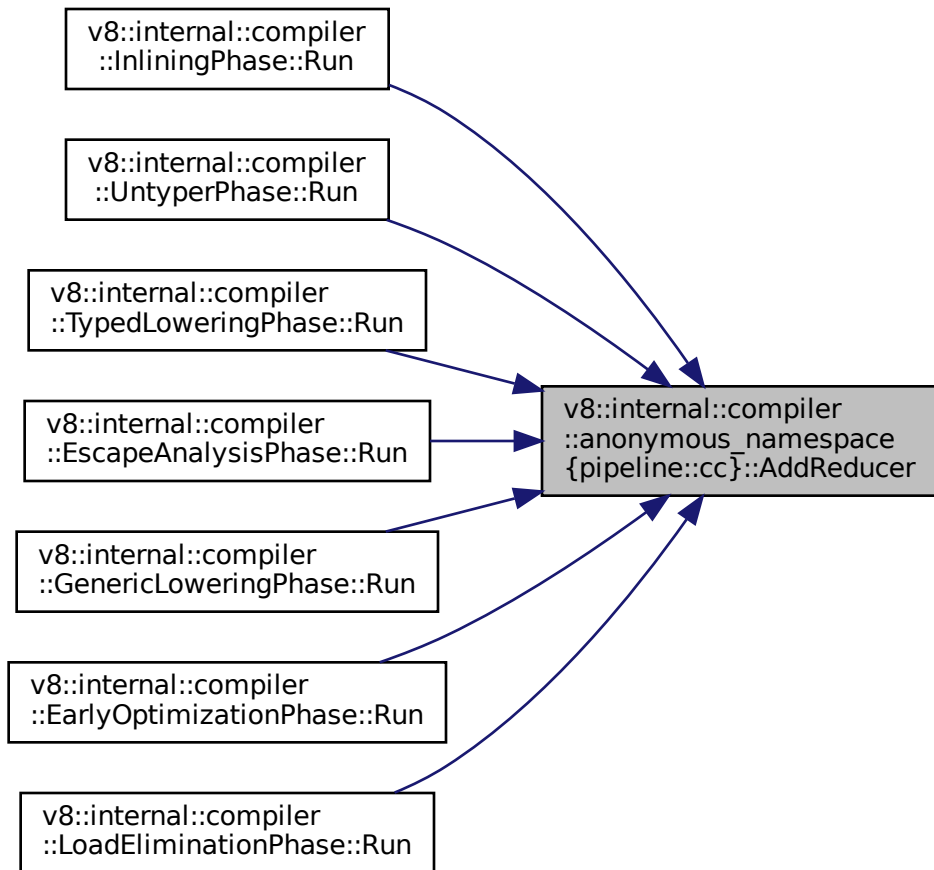 v8::internal::compiler
::InliningPhase::Run
v8::internal::compiler
::UntyperPhase::Run
v8::internal::compiler
::TypedLoweringPhase::Run
v8::internal::compiler
::EscapeAnalysisPhase::Run
v8::internal::compiler
::GenericLoweringPhase::Run
v8::internal::compiler
::EarlyOptimizationPhase::Run
v8::internal::compiler
::LoadEliminationPhase::Run
v8::internal::compiler
::anonymous_namespace
{pipeline::cc}::AddReducer